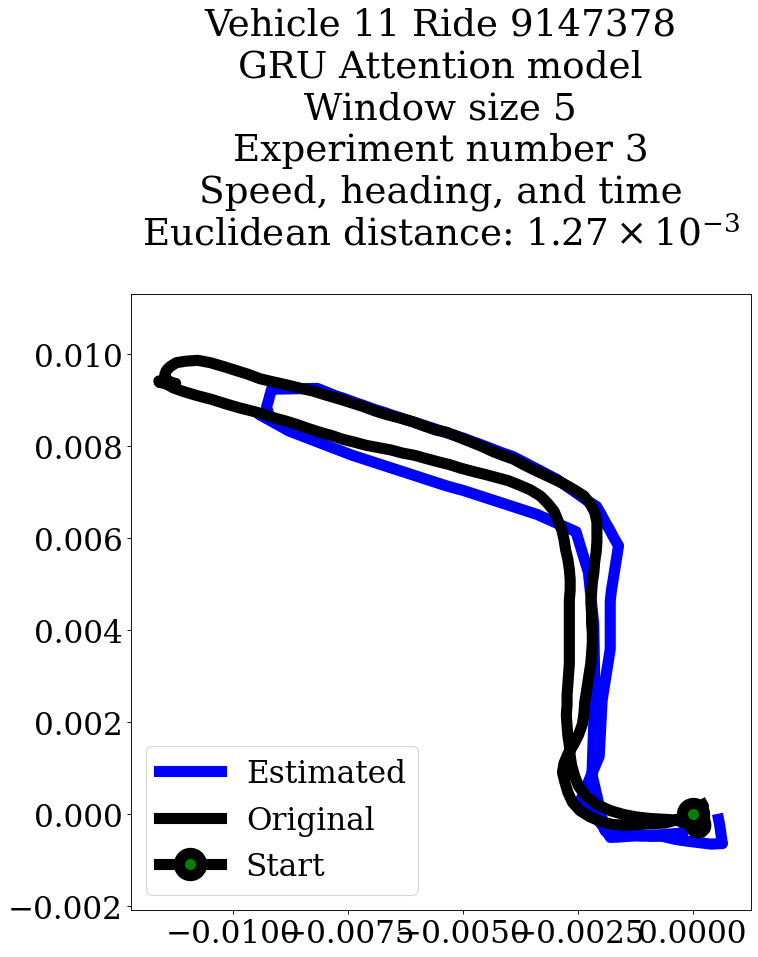 Vehicle 11 Ride 9147378
GRU Attention model
Window size 5
Experiment number 3
Speed, heading, and time
Euclidean distance: 1.27 × 10⁻³
0.010
0.008
0.006
0.004
0.002
0.000
−0.002
Estimated
Original
Start
−0.0100 −0.0075 −0.0050 −0.0025 0.0000